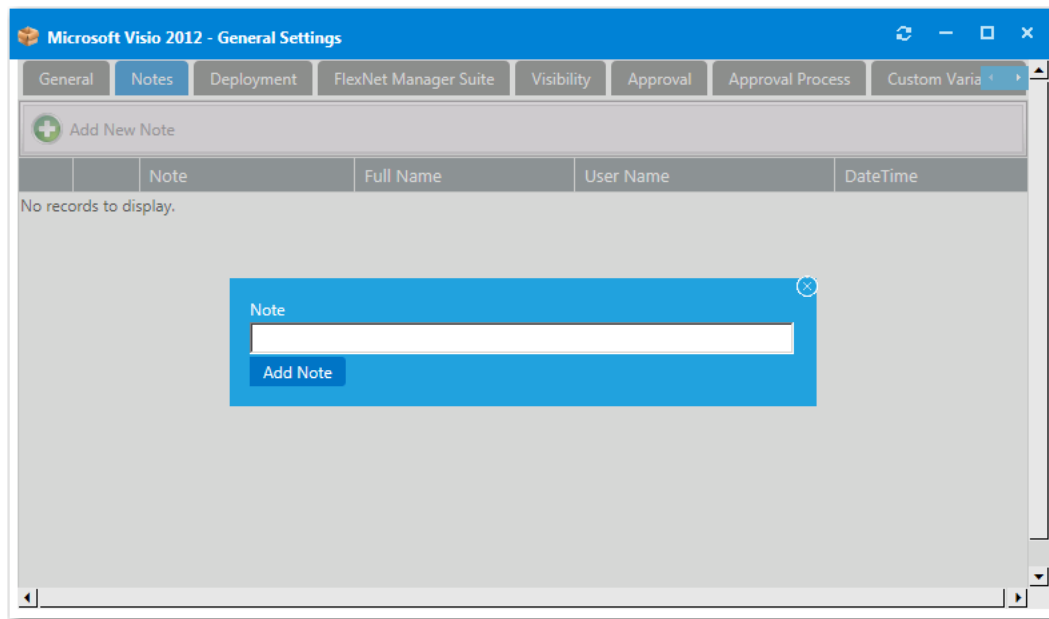 Microsoft Visio 2012 - General Settings
General Notes Deployment FlexNet Manager Suite Visibility Approval Approval Process Custom Varia
Add New Note
Note Full Name User Name DateTime
No records to display.
Note
Add Note